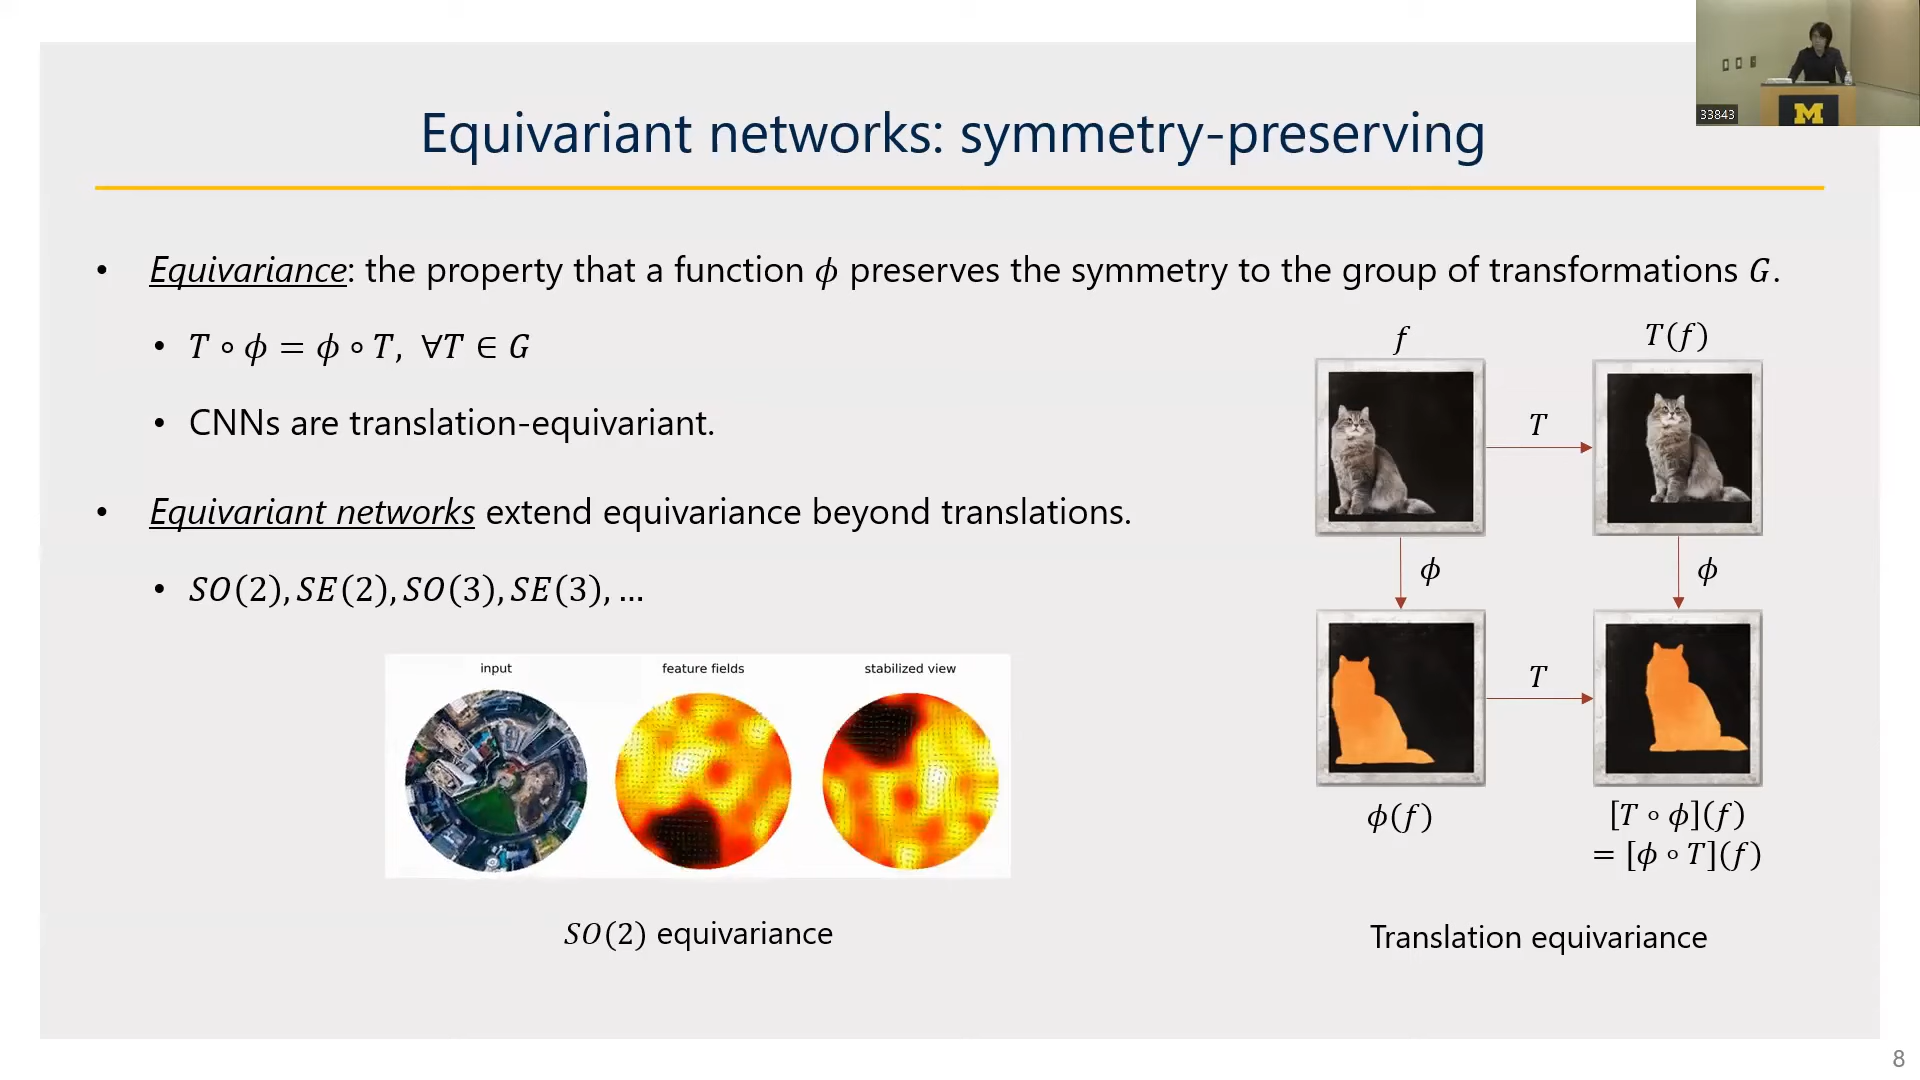 33843
M
Equivariant networks: symmetry-preserving
• Equivariance: the property that a function ϕ preserves the symmetry to the group of transformations G.
• T ∘ ϕ = ϕ ∘ T, ∀T ∈ G
• CNNs are translation-equivariant.
• Equivariant networks extend equivariance beyond translations.
• SO(2), SE(2), SO(3), SE(3), …
input
feature fields
stabilized view
SO(2) equivariance
f
T(f)
T
ϕ
ϕ
T
ϕ(f)
[T ∘ ϕ](f)
= [ϕ ∘ T](f)
Translation equivariance
8